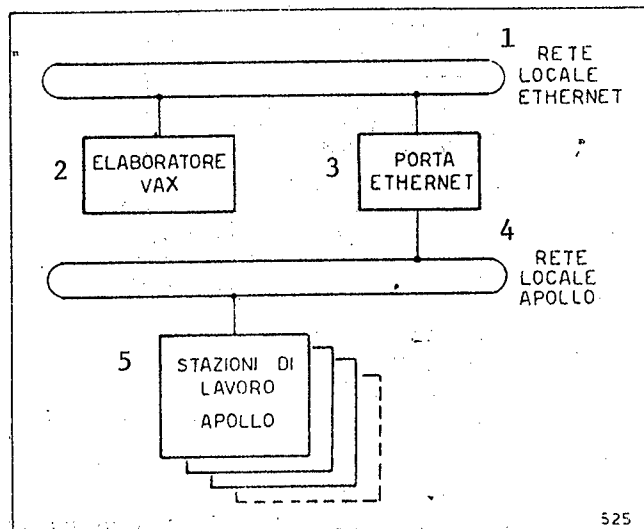 1
RETE
LOCALE
ETHERNET
2
ELABORATORE
VAX
3
PORTA
ETHERNET
4
RETE
LOCALE
APOLLO
5
STAZIONI DI
LAVORO
APOLLO
525